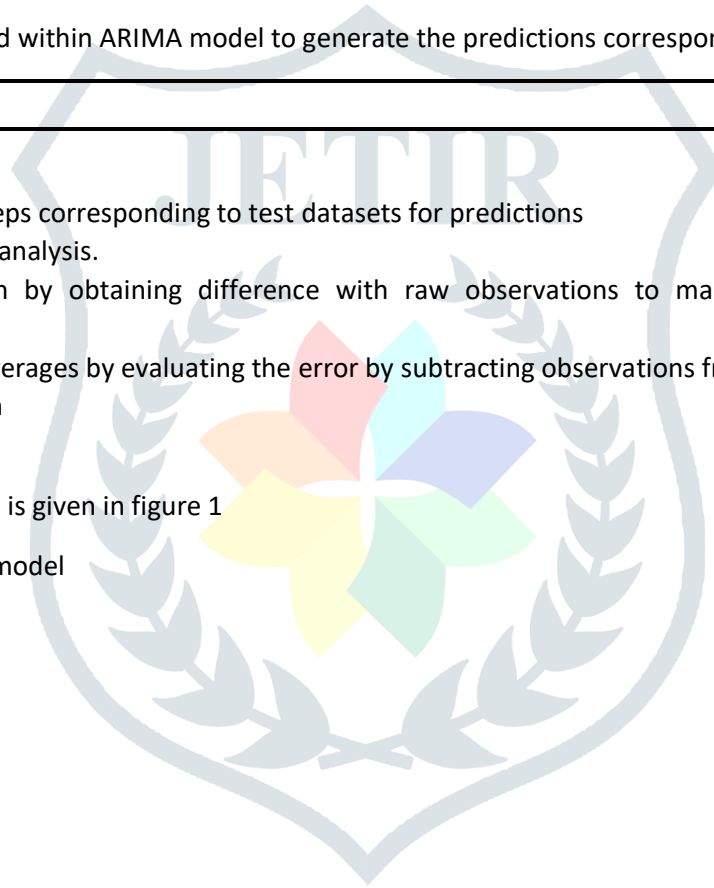 d within ARIMA model to generate the predictions correspo
JETIR
eps corresponding to test datasets for predictions
analysis.
n by obtaining difference with raw observations to ma
verages by evaluating the error by subtracting observations f
is given in figure 1
model